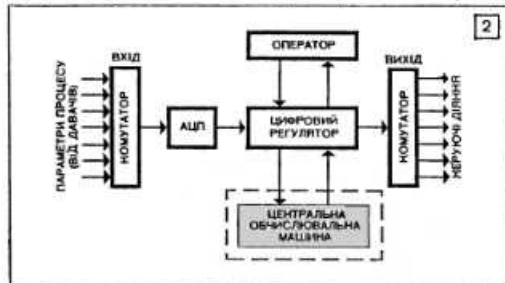 2
ОПЕРАТОР
ВХІД
ВИХІД
ПАРАМЕТРИ ПРОЦЕСУ
(ВІД ДАВАЧІВ)
КОМУТАТОР
АЦП
ЦИФРОВИЙ
РЕГУЛЯТОР
КОМУТАТОР
КЕРУЮЧІ ДІЯННЯ
ЦЕНТРАЛЬНА
ОБЧИСЛЮВАЛЬНА
МАШИНА